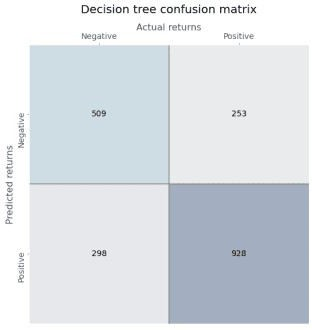 Decision tree confusion matrix
Actual returns
Negative Positive
Predicted returns
Negative
509 253
Positive
298 928